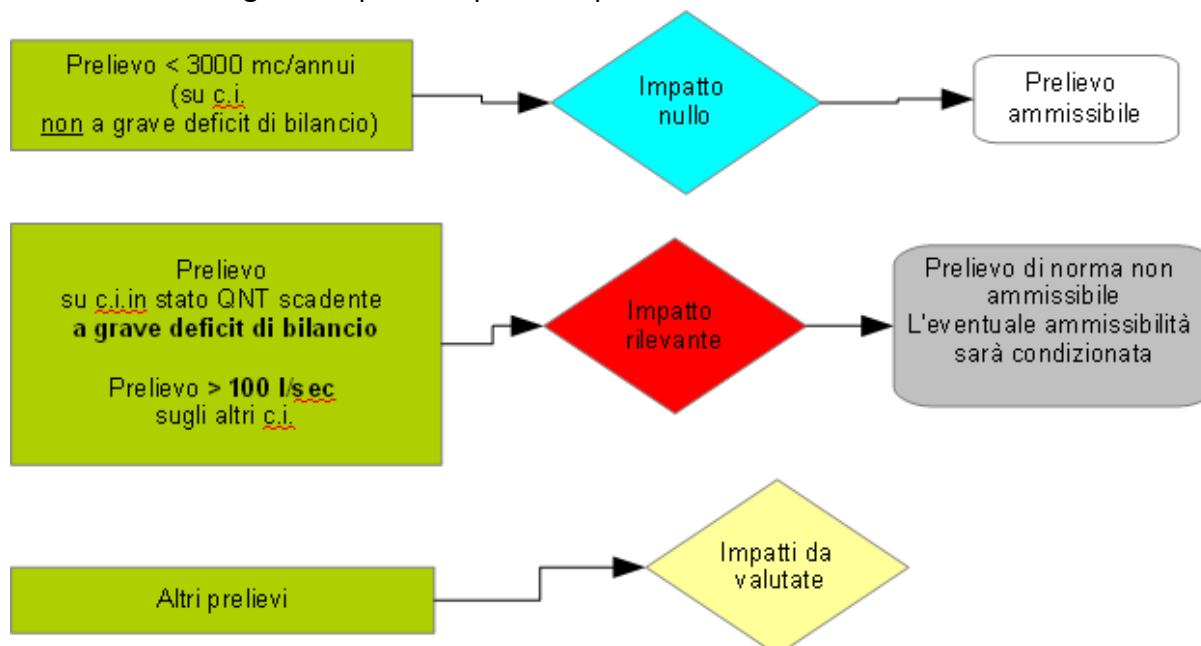 Prelievo < 3000 mc/annui
(su c.i.
non a grave deficit di bilancio)
Impatto
nullo
Prelievo
ammissibile
Prelievo
su c.i.in stato QNT scadente
a grave deficit di bilancio
Prelievo > 100 l/sec
sugli altri c.i.
Impatto
rilevante
Prelievo di norma non
ammissibile
L'eventuale ammissibilità
sarà condizionata
Altri prelievi
Impatti da
valutate